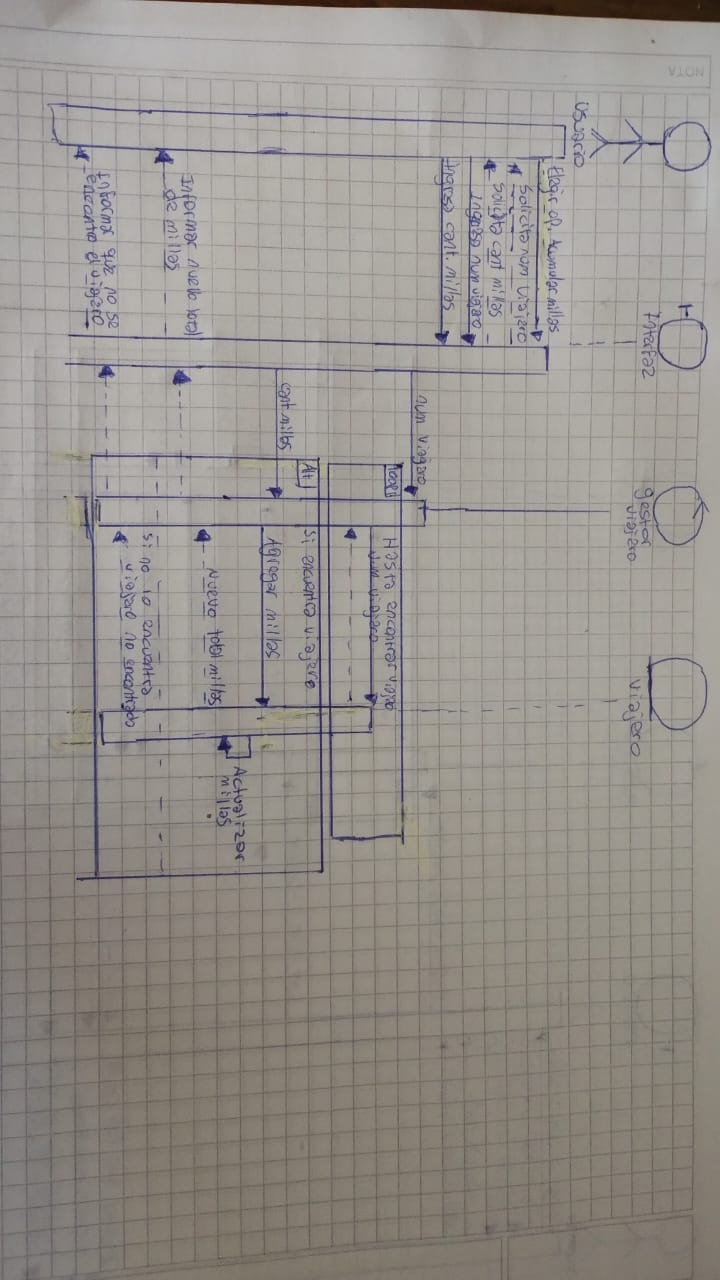 NOTA
Usuario
Interfaz
gestor
viajero
Viajero
Elegir op. Acumular millas
Solicita num viajero
Solicita cant millas
Ingresa num viajero
Ingresa cant. millas
num viajero
loop
Hasta encontrar viajero
num viajero
cant millas
Alt
si encuentra viajero
Agregar millas
Actualizar
millas
Nuevo total millas
Informar nuevo total
de millas
si no lo encuentra
viajero no encontrado
Informa que no se
encontro el viajero